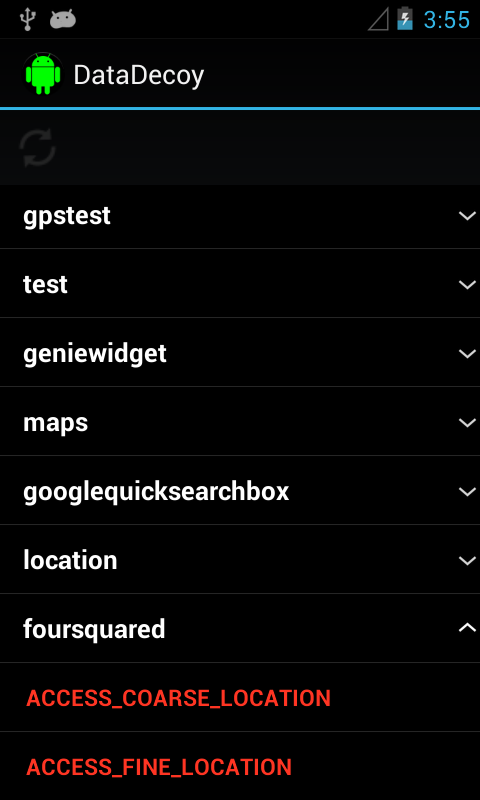 3:55
DataDecoy
gpstest
test
geniewidget
maps
googlequicksearchbox
location
foursquared
ACCESS_COARSE_LOCATION
ACCESS_FINE_LOCATION